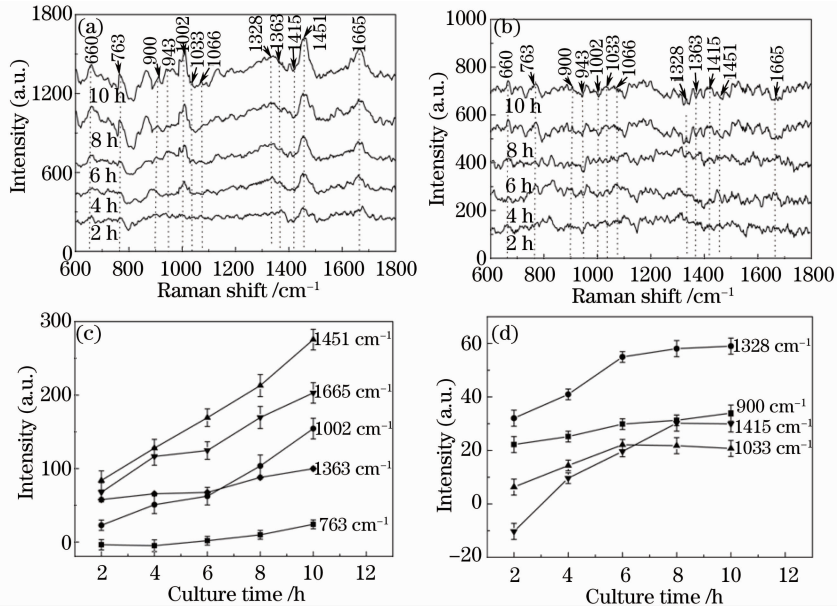 (a)
660
763
900
943
1002
1033
1066
1328
1363
1415
1451
1665
10 h
8 h
6 h
4 h
2 h
1800
1200
600
0
Intensity (a.u.)
600 800 1000 1200 1400 1600 1800
Raman shift /cm⁻¹
(b)
660
763
900
943
1002
1033
1066
1328
1363
1415
1451
1665
10 h
8 h
6 h
4 h
2 h
1000
800
600
400
200
0
Intensity (a.u.)
600 800 1000 1200 1400 1600 1800
Raman shift /cm⁻¹
(c)
1451 cm⁻¹
1665 cm⁻¹
1002 cm⁻¹
1363 cm⁻¹
763 cm⁻¹
300
200
100
0
Intensity (a.u.)
2 4 6 8 10 12
Culture time /h
(d)
1328 cm⁻¹
900 cm⁻¹
1415 cm⁻¹
1033 cm⁻¹
60
40
20
0
−20
Intensity (a.u.)
2 4 6 8 10 12
Culture time /h